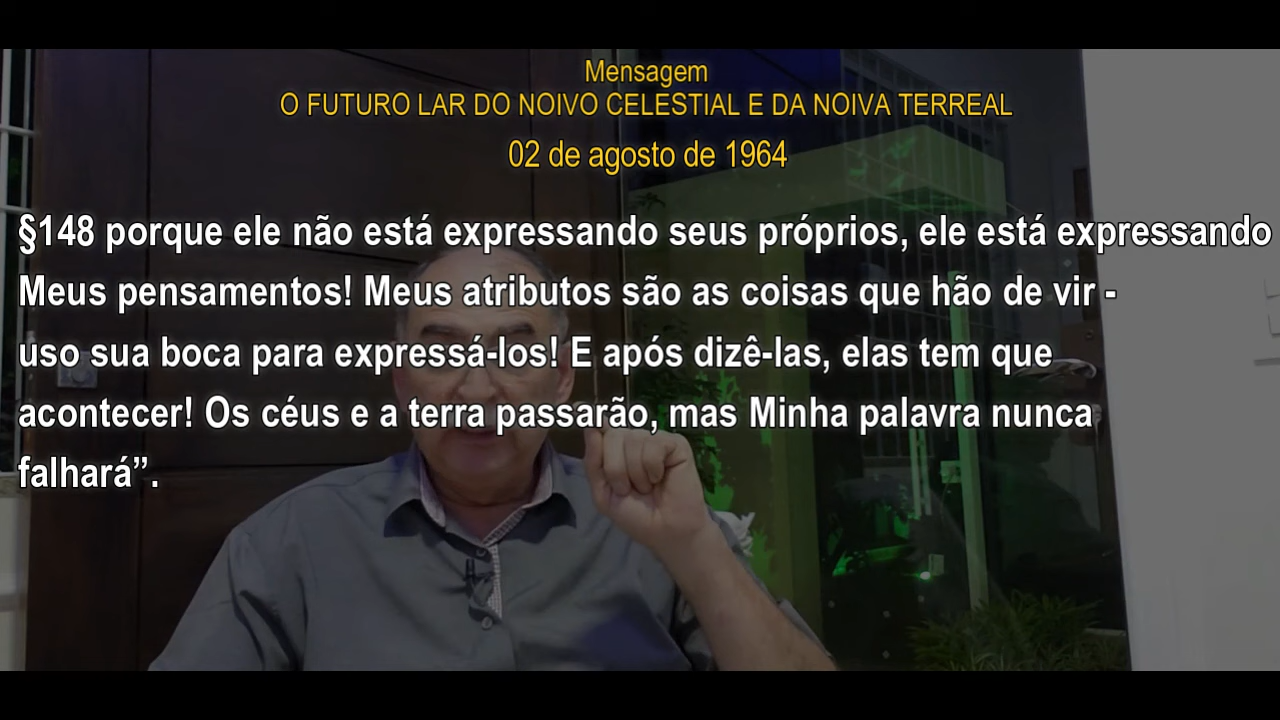 Mensagem
O FUTURO LAR DO NOIVO CELESTIAL E DA NOIVA TERREAL
02 de agosto de 1964
§148 porque ele não está expressando seus próprios, ele está expressando
Meus pensamentos! Meus atributos são as coisas que hão de vir -
uso sua boca para expressá-los! E após dizê-las, elas tem que
acontecer! Os céus e a terra passarão, mas Minha palavra nunca
falhará”.